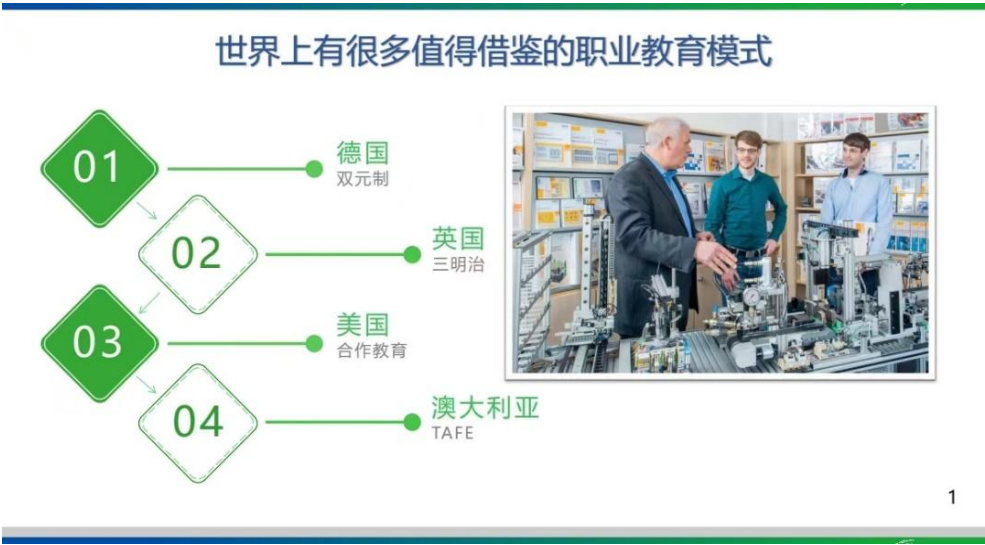 世界上有很多值得借鉴的职业教育模式
01
德国
双元制
02
英国
三明治
03
美国
合作教育
04
澳大利亚
TAFE
1